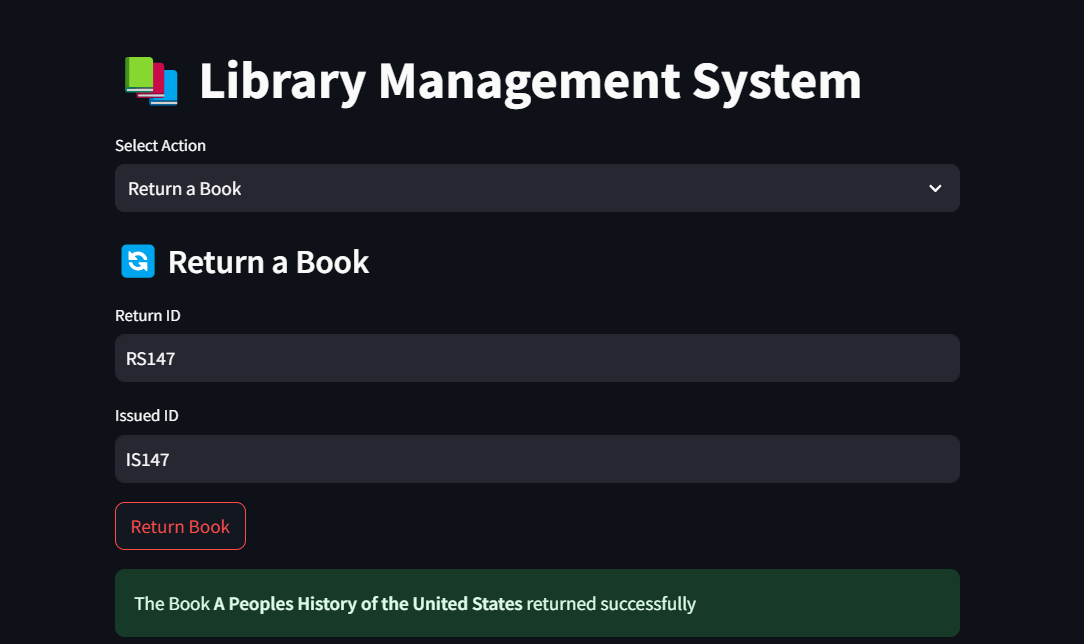 Library Management System
Select Action
Return a Book
Return a Book
Return ID
RS147
Issued ID
IS147
Return Book
The Book A Peoples History of the United States returned successfully